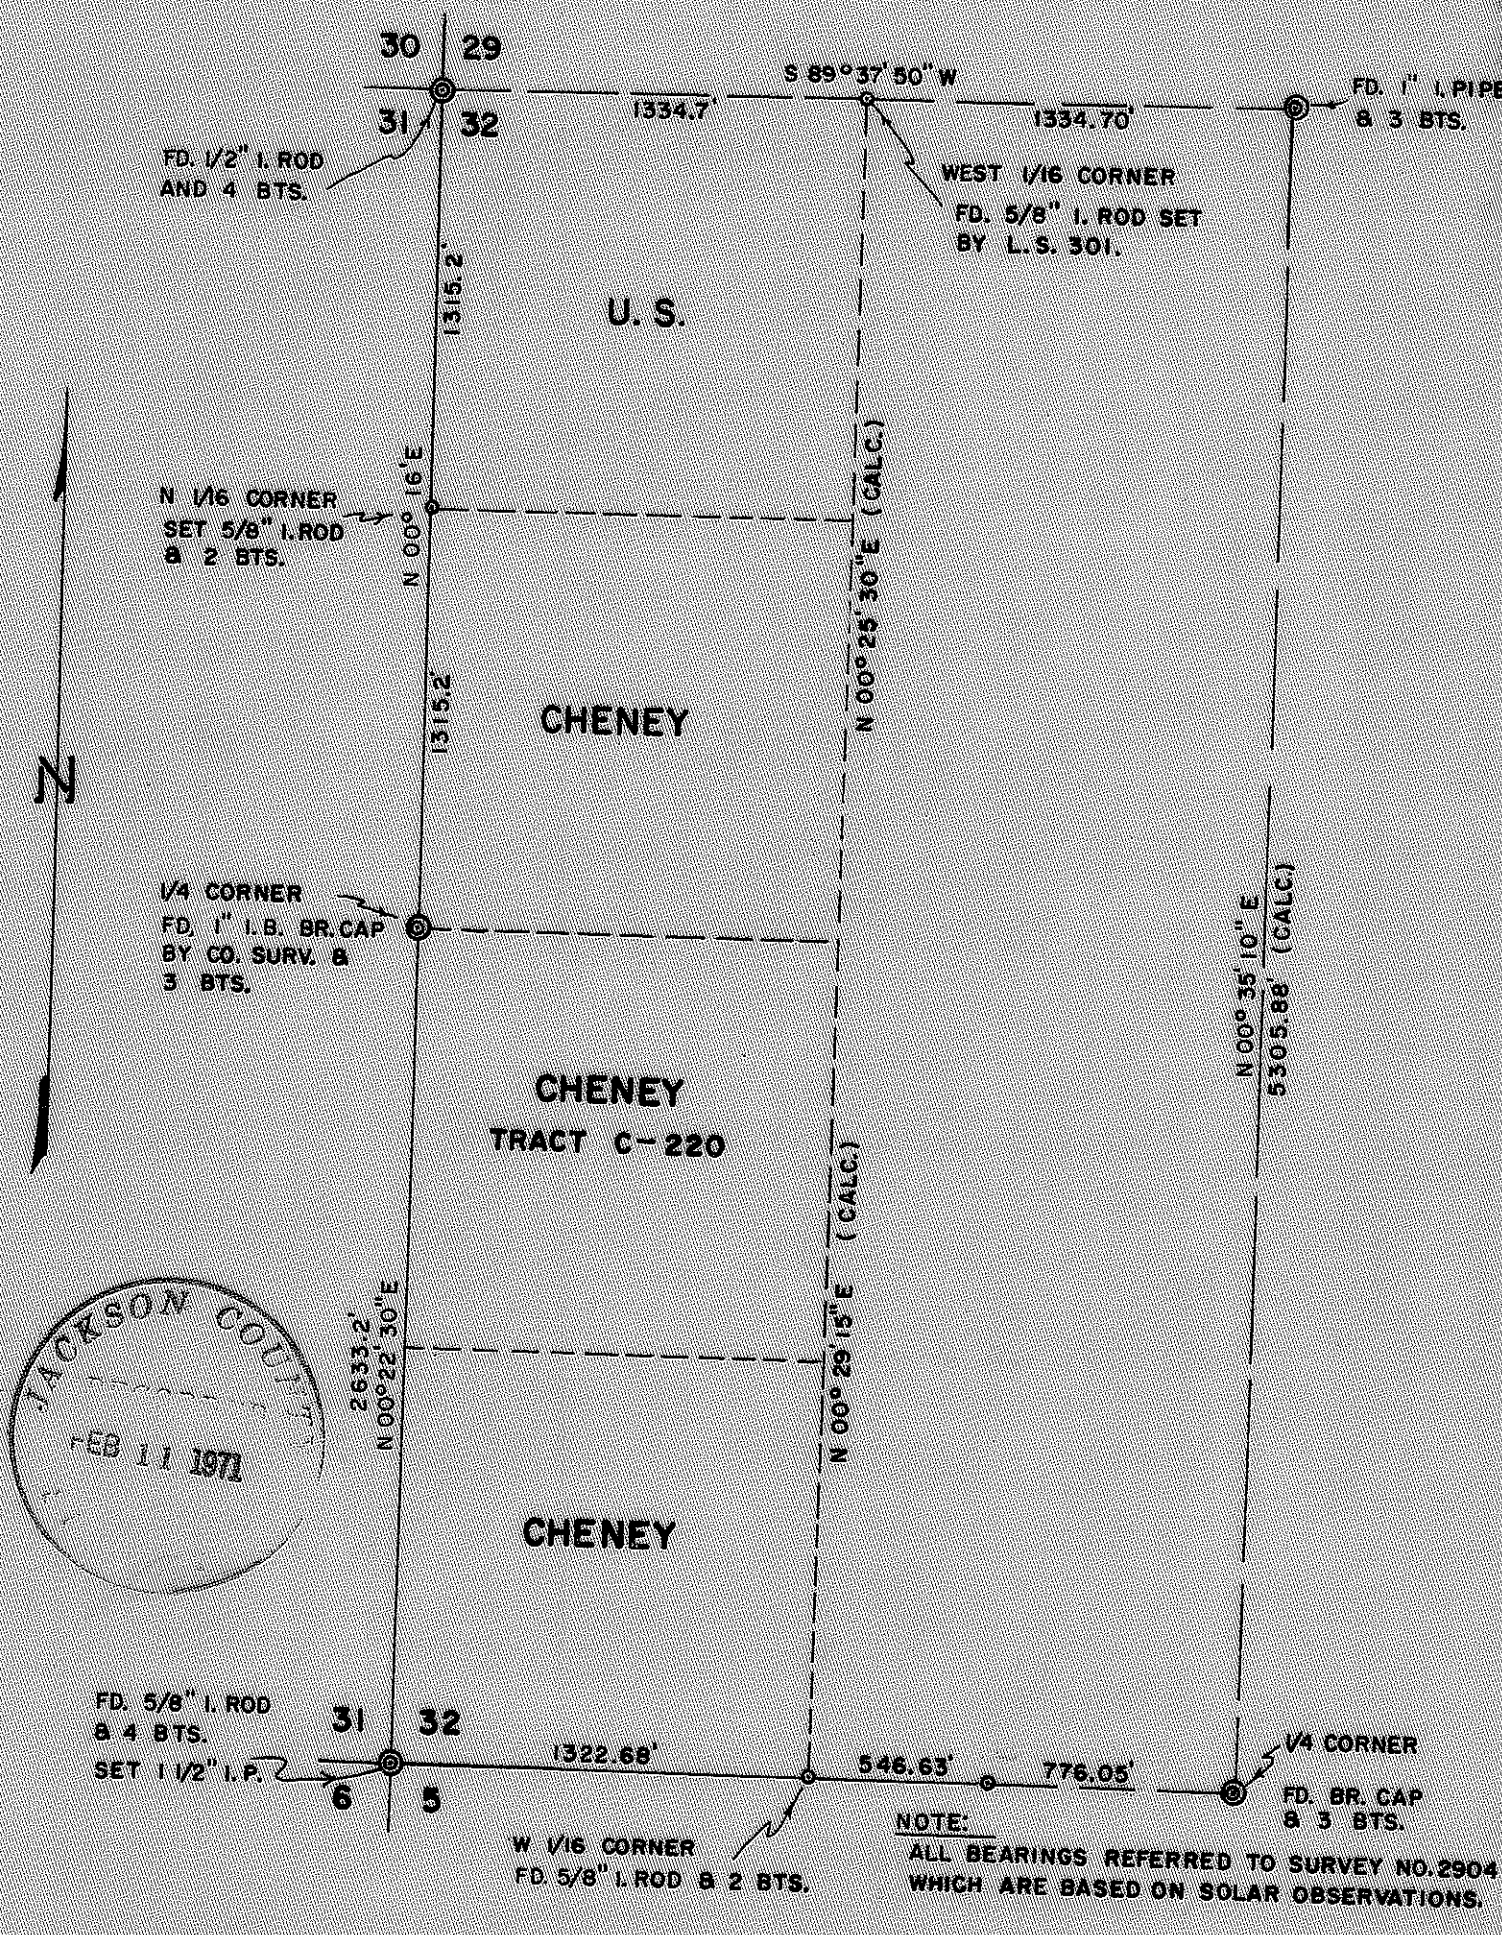 30 29
31 32
S 89° 37' 50" W
1334.7'
1334.70'
FD. 1" I. PIPE
& 3 BTS.
FD. 1/2" I. ROD
AND 4 BTS.
WEST 1/16 CORNER
FD. 5/8" I. ROD SET
BY L.S. 301.
1315.2'
U. S.
N 00° 16' E
N 1/16 CORNER
SET 5/8" I. ROD
& 2 BTS.
N 00° 25' 30" E (CALC.)
1315.2'
CHENEY
N
1/4 CORNER
FD. 1" I.B. BR. CAP
BY CO. SURV. &
3 BTS.
N 00° 35' 10" E
5305.88' (CALC.)
CHENEY
TRACT C-220
N 00° 29' 15" E (CALC.)
2633.2'
N 00° 22' 30" E
JACKSON
FEB 11 1971
CHENEY
FD. 5/8" I. ROD
& 4 BTS.
SET 1 1/2" I.P.
31 32
6 5
1322.68'
546.63'
776.05'
1/4 CORNER
FD. BR. CAP
& 3 BTS.
W 1/16 CORNER
FD. 5/8" I. ROD & 2 BTS.
NOTE:
ALL BEARINGS REFERRED TO SURVEY NO. 2904
WHICH ARE BASED ON SOLAR OBSERVATIONS.